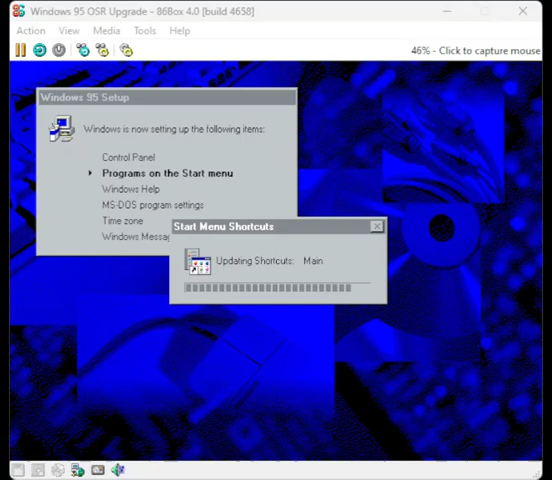 Windows 95 OSR Upgrade - 86Box 4.0 [build 4658]
Action View Media Tools Help
46% - Click to capture mouse
Windows 95 Setup
Windows is now setting up the following items:
Control Panel
Programs on the Start menu
Windows Help
MS-DOS program settings
Time zone
Windows Messag
Start Menu Shortcuts
Updating Shortcuts: Main